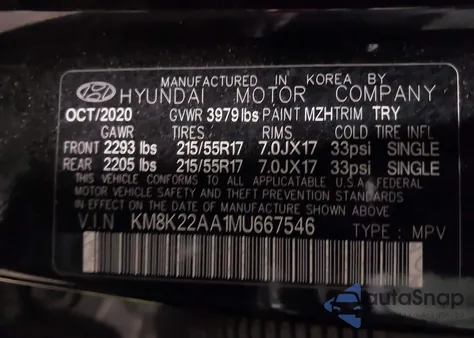 MANUFACTURED IN KOREA BY
HYUNDAI MOTOR COMPANY
OCT/2020 GVWR 3979 lbs PAINT MZH TRIM TRY
GAWR TIRES RIMS COLD TIRE INFL
FRONT 2293 lbs 215/55R17 7.0JX17 33psi SINGLE
REAR 2205 lbs 215/55R17 7.0JX17 33psi SINGLE
THIS VEHICLE CONFORMS TO ALL APPLICABLE U.S.A FEDERAL
MOTOR VEHICLE SAFETY AND THEFT PREVENTION STANDARDS
IN EFFECT ON THE DATE OF MANUFACTURE SHOWN ABOVE
V.I.N KM8K22AA1MU667546 TYPE : MPV
autoSnap